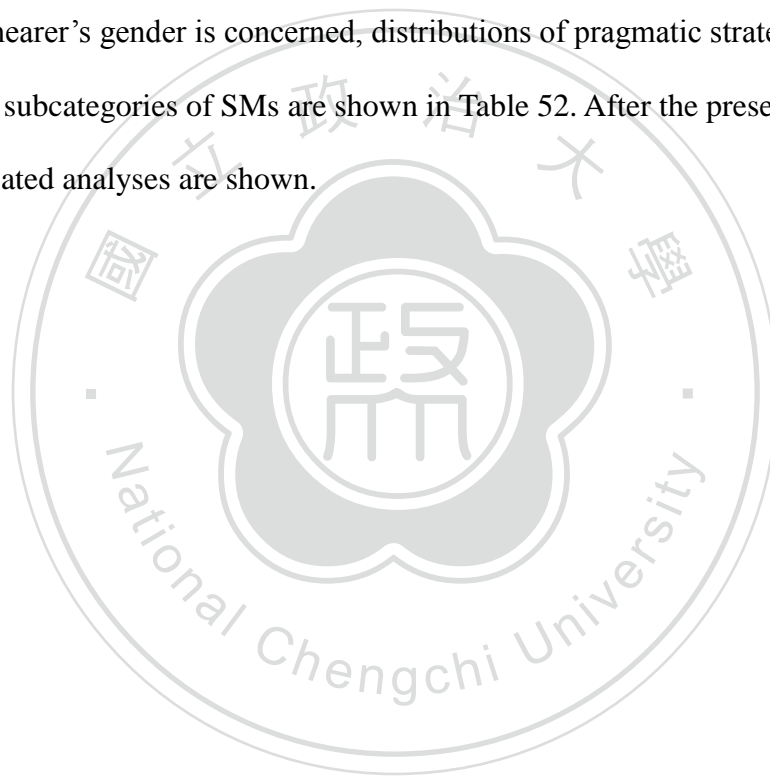 hearer’s gender is concerned, distributions of pragmatic strate
subcategories of SMs are shown in Table 52. After the prese
ated analyses are shown.
國立政治大學
政
National Chengchi University